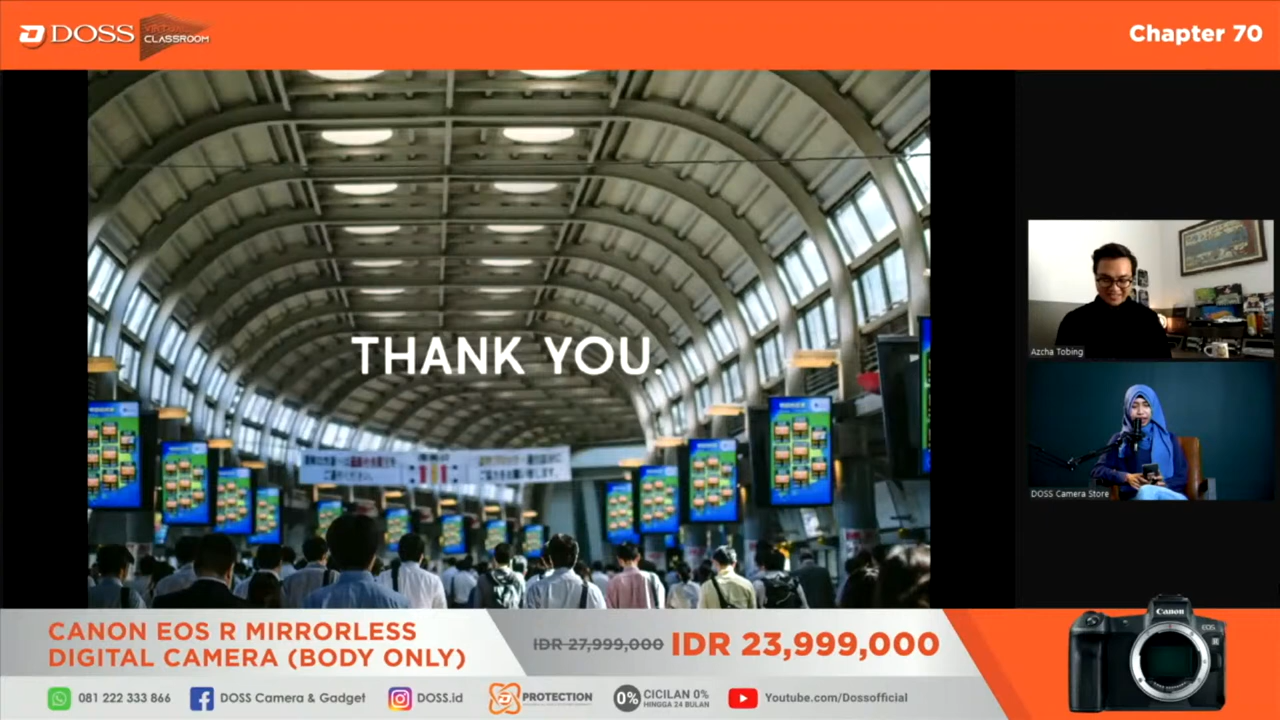 DOSS
VIRTUAL
CLASSROOM
Chapter 70
THANK YOU.
Azcha Tobing
DOSS Camera Store
CANON EOS R MIRRORLESS
DIGITAL CAMERA (BODY ONLY)
IDR 27,999,000 IDR 23,999,000
Canon
EOS
R
081 222 333 866
DOSS Camera & Gadget
DOSS.id
PROTECTION
0% CICILAN 0%
HINGGA 24 BULAN
Youtube.com/Dossofficial